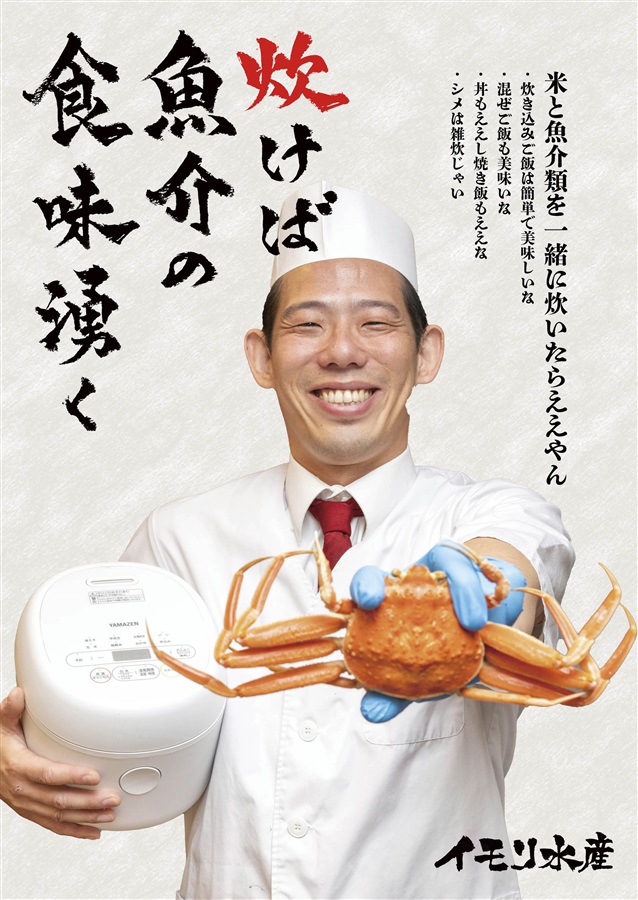 炊けば
魚介の
食味湧く
米と魚介類を一緒に炊いたらええやん
・炊き込みご飯は簡単で美味しいな
・混ぜご飯も美味いな
・丼もええし焼き飯もええな
・シメは雑炊じゃい
YAMAZEN
イモリ水産